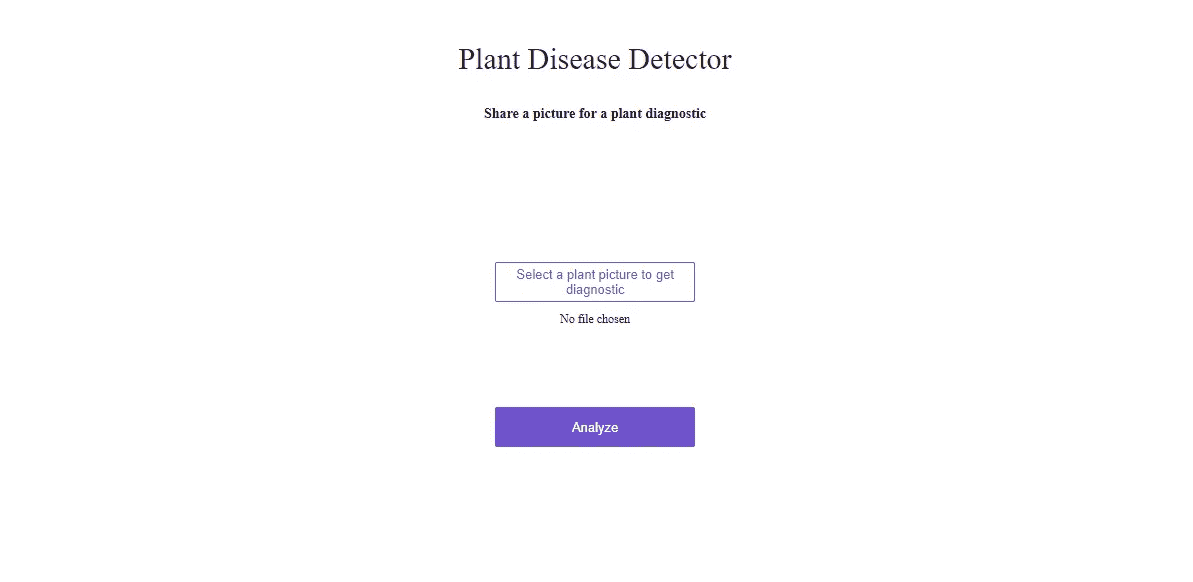 Plant Disease Detector
Share a picture for a plant diagnostic
Select a plant picture to get
diagnostic
No file chosen
Analyze